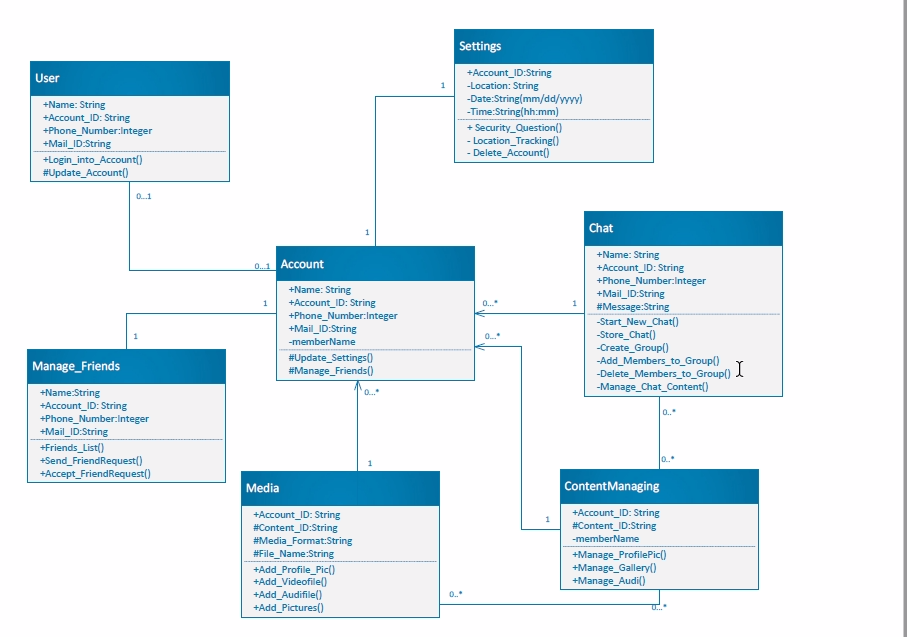 Settings
+Account_ID:String
-Location: String
-Date:String(mm/dd/yyyy)
-Time:String(hh:mm)
+ Security_Question()
- Location_Tracking()
- Delete_Account()
User
+Name: String
+Account_ID: String
+Phone_Number:Integer
+Mail_ID:String
+Login_into_Account()
#Update_Account()
1
0...1
1
0...1
Account
+Name: String
+Account_ID: String
+Phone_Number:Integer
+Mail_ID:String
-memberName
#Update_Settings()
#Manage_Friends()
Chat
+Name: String
+Account_ID: String
+Phone_Number:Integer
+Mail_ID:String
#Message:String
-Start_New_Chat()
-Store_Chat()
-Create_Group()
-Add_Members_to_Group()
-Delete_Members_to_Group()
-Manage_Chat_Content()
1
0...*
1
0...*
1
Manage_Friends
+Name:String
+Account_ID: String
+Phone_Number:Integer
+Mail_ID:String
+Friends_List()
+Send_FriendRequest()
+Accept_FriendRequest()
0...*
1
0..*
0..*
Media
+Account_ID: String
#Content_ID:String
#Media_Format:String
#File_Name:String
+Add_Profile_Pic()
+Add_Videofile()
+Add_Audifile()
+Add_Pictures()
ContentManaging
+Account_ID: String
#Content_ID:String
-memberName
+Manage_ProfilePic()
+Manage_Gallery()
+Manage_Audi()
1
0..*
0...*